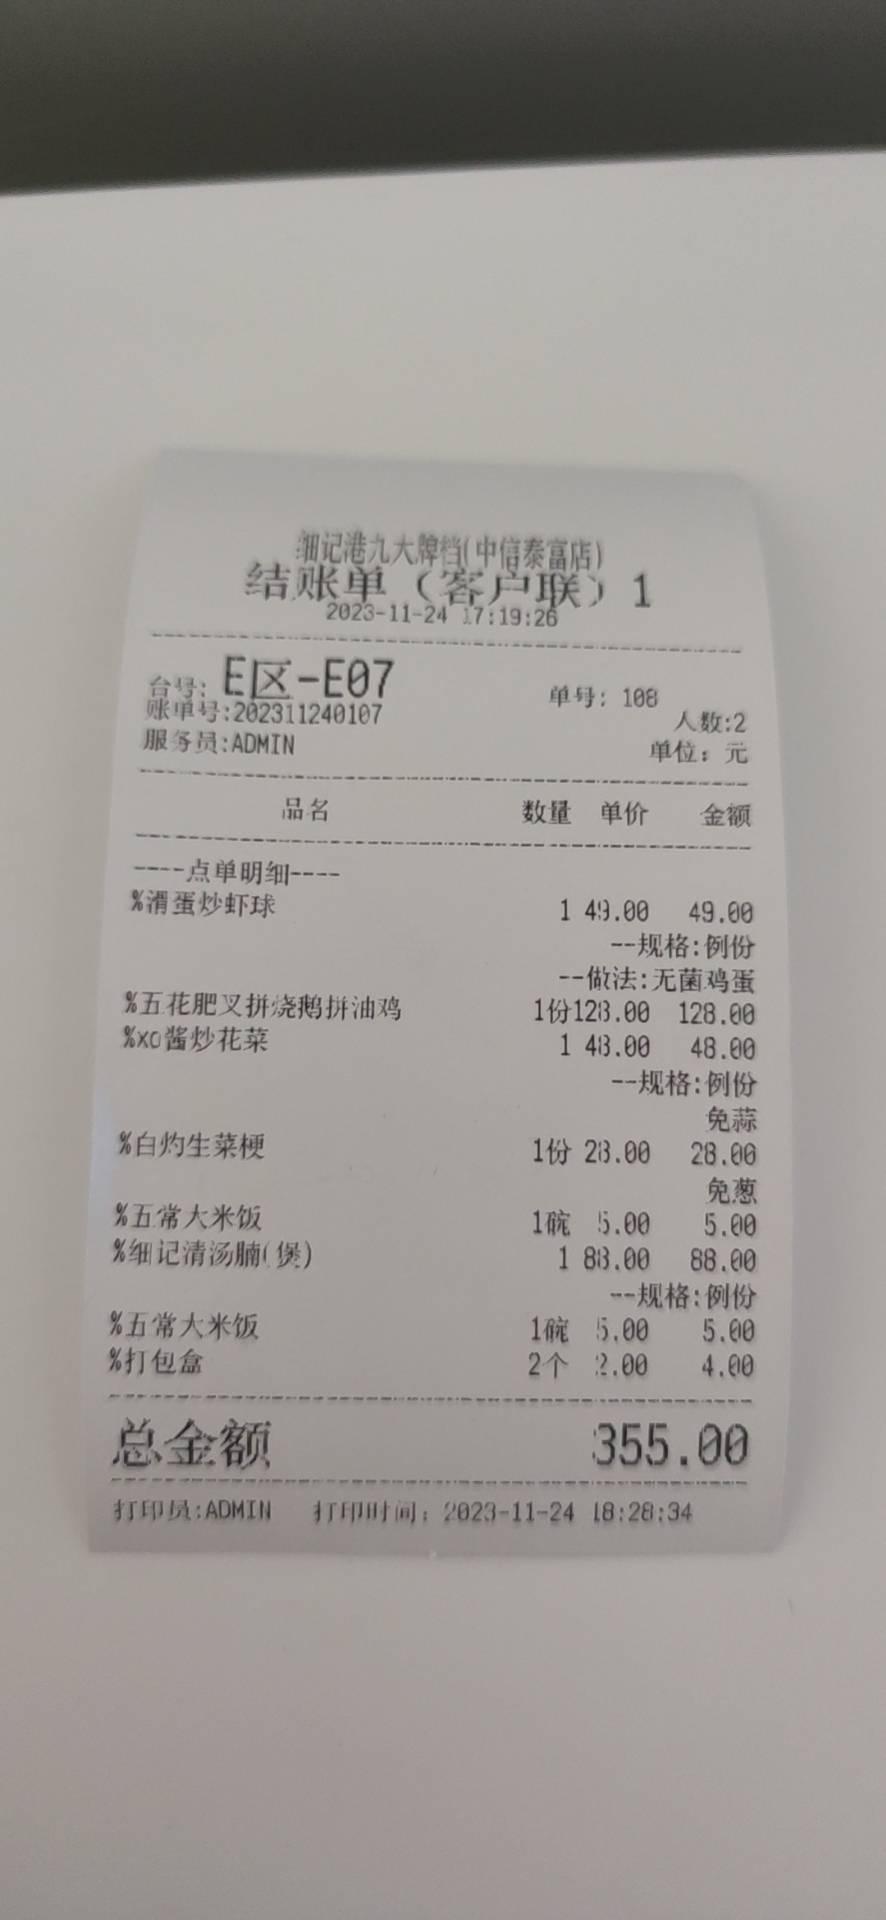 细记港九大牌档(中信泰富店)
结账单（客户联）1
2023-11-24 17:19:26
台号: E区-E07 单号: 108
账单号:202311240107 人数:2
服务员:ADMIN 单位: 元
品名 数量 单价 金额
----点单明细----
%滑蛋炒虾球 1 49.00 49.00
--规格:例份
--做法:无菌鸡蛋
%五花肥叉拼烧鹅拼油鸡 1份128.00 128.00
%xo酱炒花菜 1 48.00 48.00
--规格:例份
免蒜
%白灼生菜梗 1份 28.00 28.00
免葱
%五常大米饭 1碗 5.00 5.00
%细记清汤腩(煲) 1 88.00 88.00
--规格:例份
%五常大米饭 1碗 5.00 5.00
%打包盒 2个 2.00 4.00
总金额 355.00
打印员:ADMIN 打印时间: 2023-11-24 18:28:34